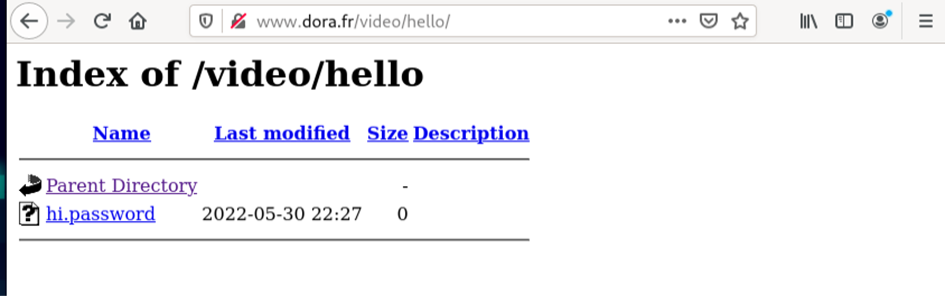 www.dora.fr/video/hello/
Index of /video/hello
Name Last modified Size Description
Parent Directory -
hi.password 2022-05-30 22:27 0